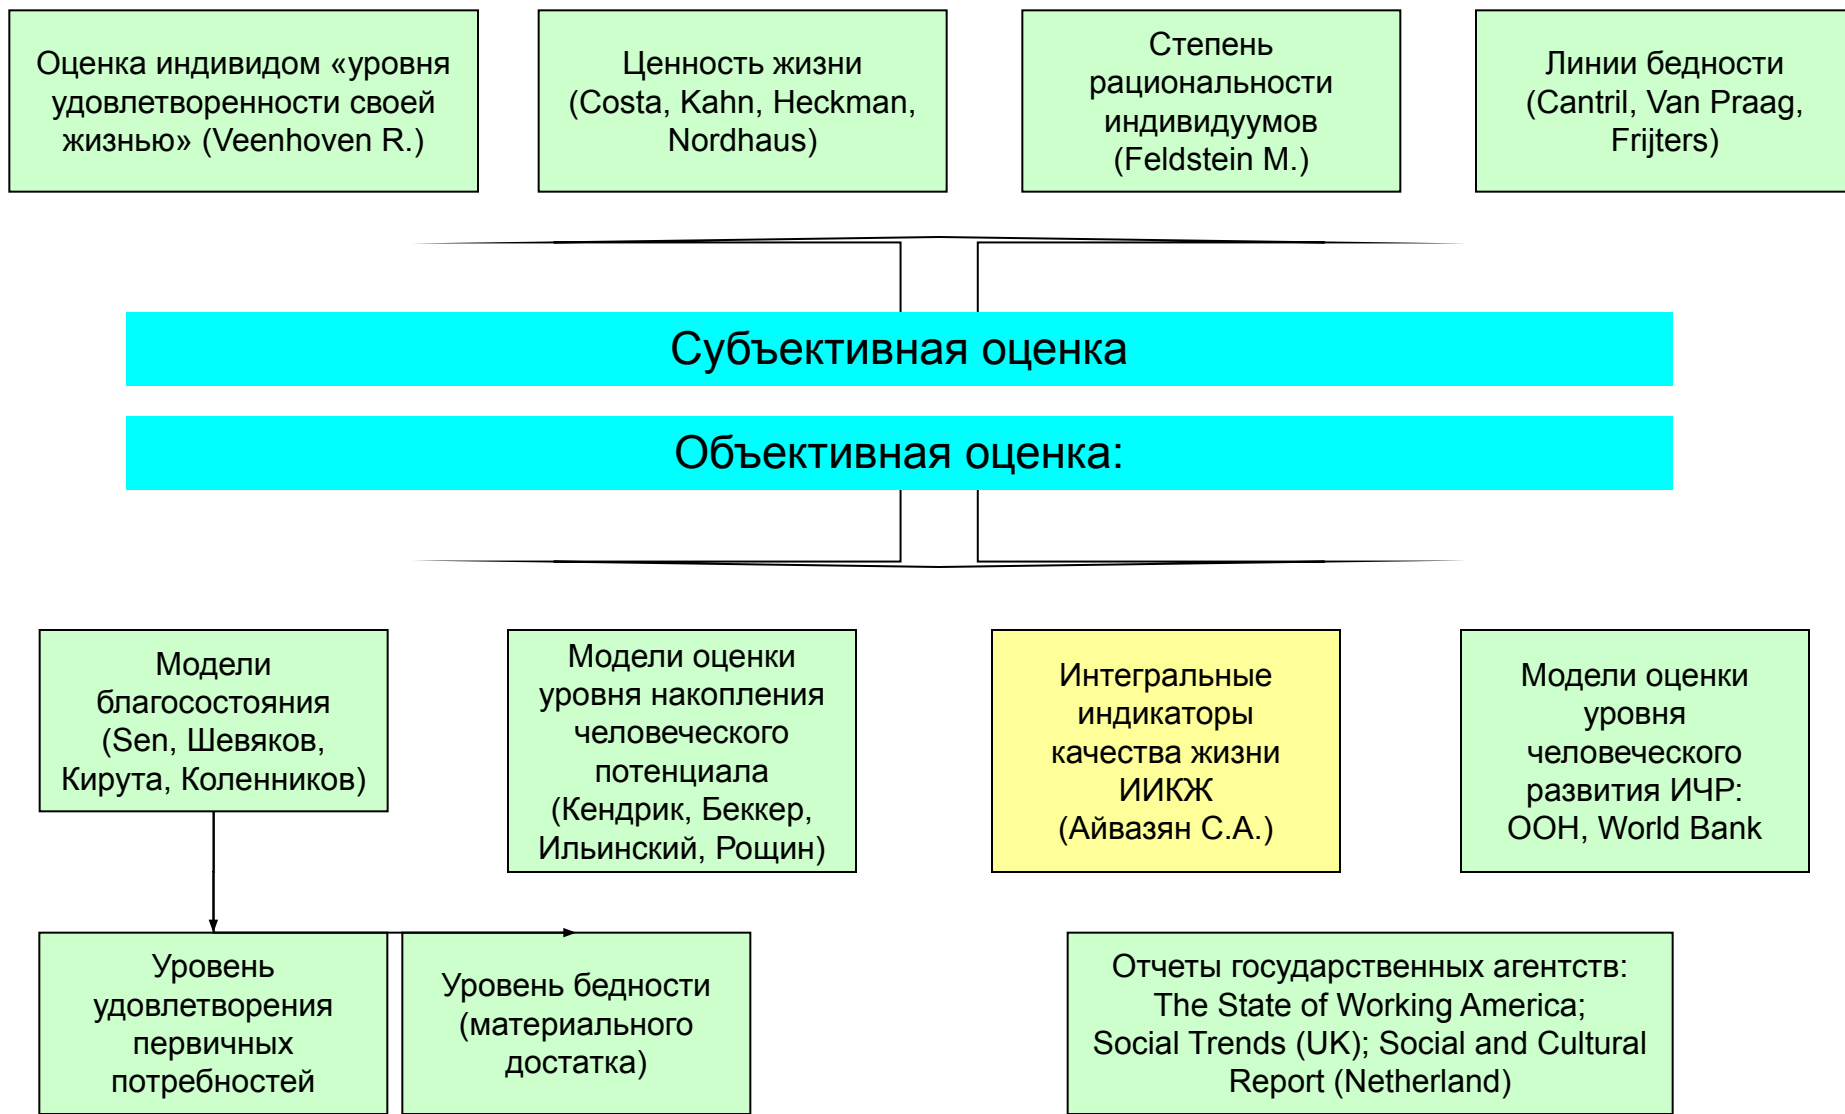 Оценка индивидом «уровня
удовлетворенности своей
жизнью» (Veenhoven R.)
Ценность жизни
(Costa, Kahn, Heckman,
Nordhaus)
Степень
рациональности
индивидуумов
(Feldstein M.)
Линии бедности
(Cantril, Van Praag,
Frijters)
Субъективная оценка
Объективная оценка:
Модели
благосостояния
(Sen, Шевяков,
Кирута, Коленников)
Модели оценки
уровня накопления
человеческого
потенциала
(Кендрик, Беккер,
Ильинский, Рощин)
Интегральные
индикаторы
качества жизни
ИИКЖ
(Айвазян С.А.)
Модели оценки
уровня
человеческого
развития ИЧР:
ООН, World Bank
Уровень
удовлетворения
первичных
потребностей
Уровень бедности
(материального
достатка)
Отчеты государственных агентств:
The State of Working America;
Social Trends (UK); Social and Cultural
Report (Netherland)